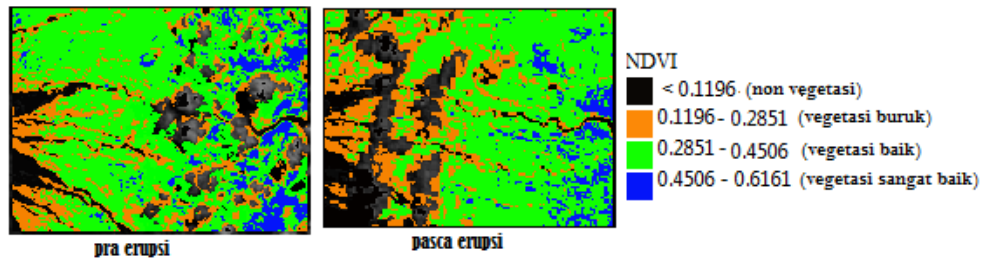 NDVI
< 0.1196 (non vegetasi)
0.1196 - 0.2851 (vegetasi buruk)
0.2851 - 0.4506 (vegetasi baik)
0.4506 - 0.6161 (vegetasi sangat baik)
pra erupsi
pasca erupsi